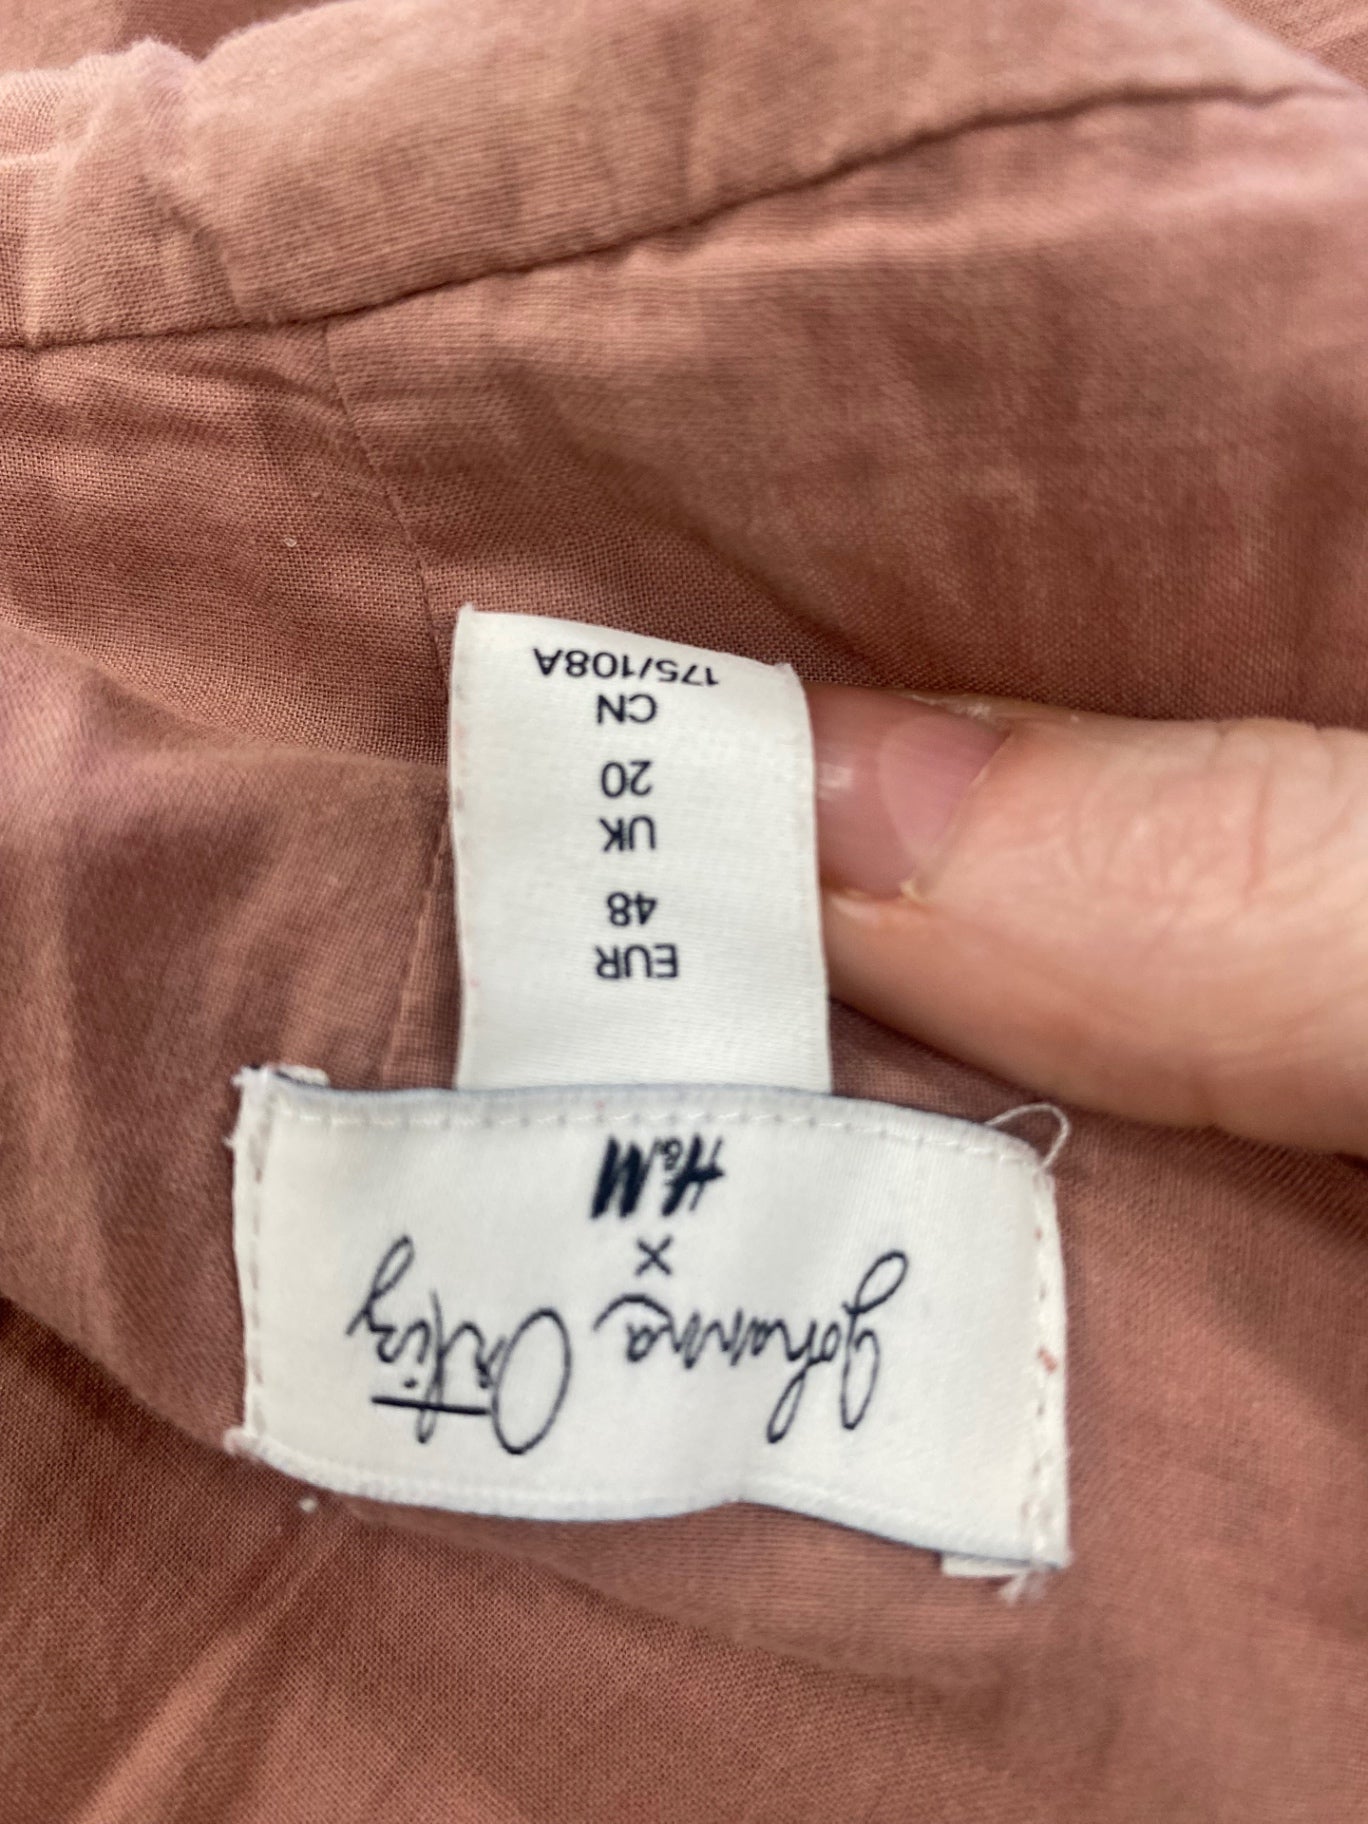 Johanna Ortiz
×
H&M
EUR
48
UK
20
CN
175/108A